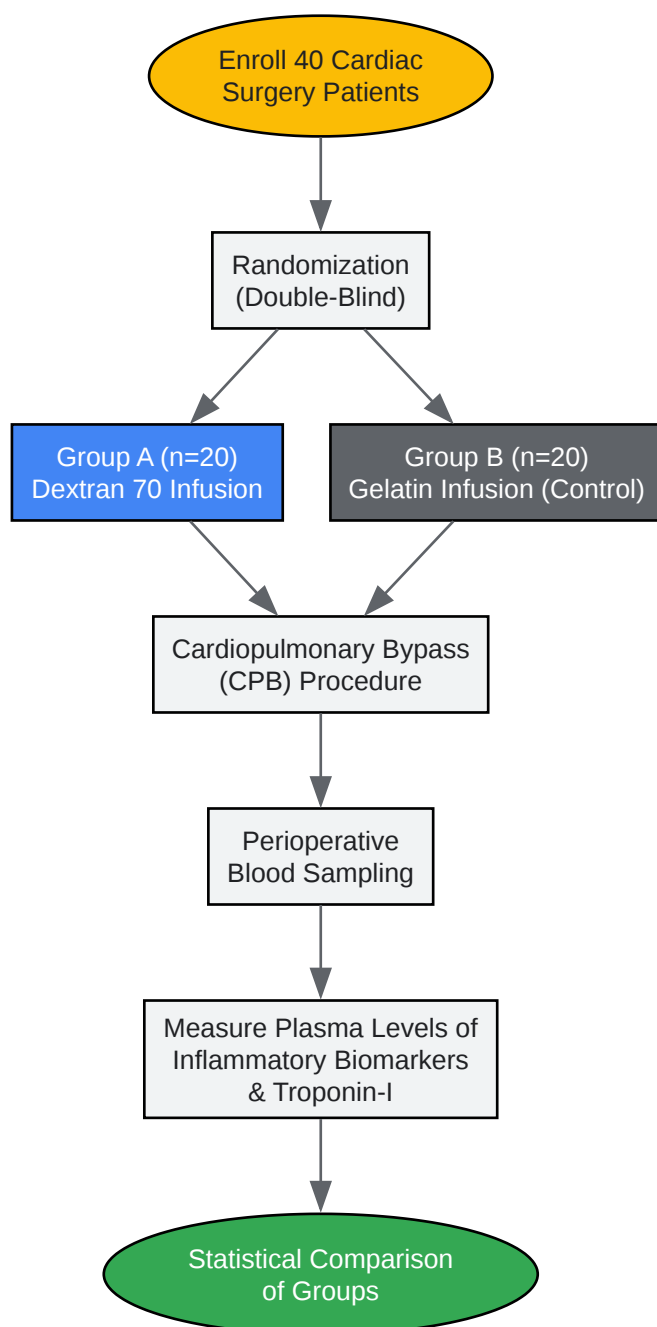 Enroll 40 Cardiac
Surgery Patients
Randomization
(Double-Blind)
Group A (n=20)
Dextran 70 Infusion
Group B (n=20)
Gelatin Infusion (Control)
Cardiopulmonary Bypass
(CPB) Procedure
Perioperative
Blood Sampling
Measure Plasma Levels of
Inflammatory Biomarkers
& Troponin-I
Statistical Comparison
of Groups